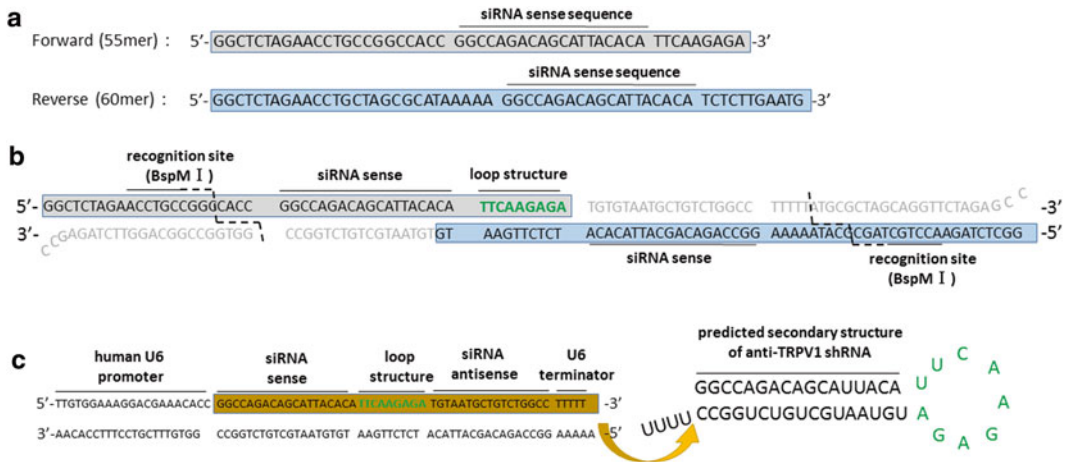 a
siRNA sense sequence
Forward (55mer) : 5’- GGCTCTAGAACCTGCCGGCCACC GGCCAGACAGCATTACACA TTCAAGAGA -3’
siRNA sense sequence
Reverse (60mer) : 5’- GGCTCTAGAACCTGCTAGCGCATAAAAA GGCCAGACAGCATTACACA TCTCTTGAATG -3’
b
recognition site
(BspM I)
siRNA sense
loop structure
5’- GGCTCTAGAACCTGCCGGGCACC GGCCAGACAGCATTACACA TTCAAGAGA TGTGTAATGCTGTCTGGCC TTTTTATGCGCTAGCAGGTTCTAGAGCC -3’
3’- CCGAGATCTTGGACGGCCGGTGG CCGGTCTGTCGTAATGTGT AAGTTCTCT ACACATTACGACAGACCGG AAAAATACGCGATCGTCCAAGATCTCGG -5’
siRNA sense
recognition site
(BspM I)
c
human U6
promoter
siRNA
sense
loop
structure
siRNA
antisense
U6
terminator
5’- TTGTGGAAAGGACGAAACACC GGCCAGACAGCATTACACA TTCAAGAGA TGTAATGCTGTCTGGCC TTTTT -3’
3’- AACACCTTTCCTGCTTTGTGG CCGGTCTGTCGTAATGTGT AAGTTCTCT ACATTACGACAGACCGG AAAAA -5’
predicted secondary structure
of anti-TRPV1 shRNA
GGCCAGACAGCAUUACA
CCGGUCUGUCGUAAUGU
UUUU
UUCAAGAGA